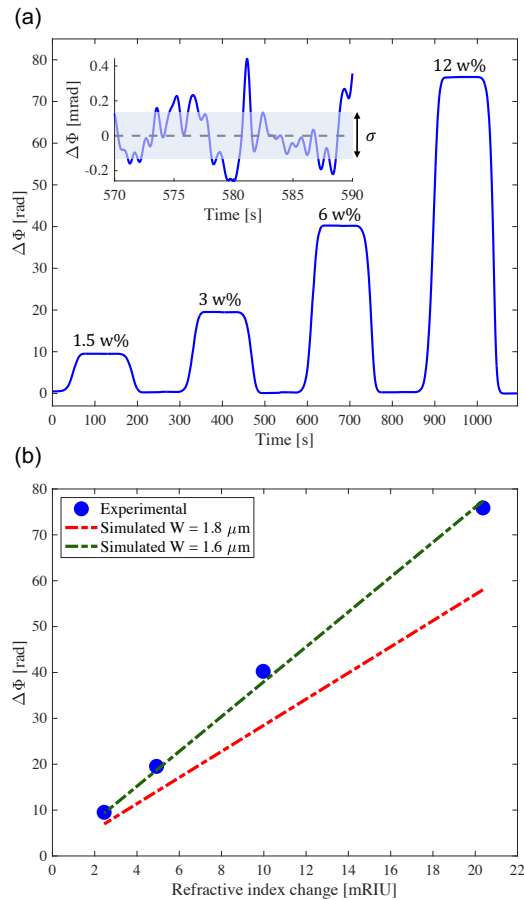 (a)
80
70
60
50
40
30
20
10
0
ΔΦ [rad]
0 100 200 300 400 500 600 700 800 900 1000
Time [s]
1.5 w%
3 w%
6 w%
12 w%
0.4
0.2
0
-0.2
ΔΦ [mrad]
570 575 580 585 590
Time [s]
σ
(b)
80
70
60
50
40
30
20
10
0
ΔΦ [rad]
Experimental
Simulated W = 1.8 μm
Simulated W = 1.6 μm
0 2 4 6 8 10 12 14 16 18 20 22
Refractive index change [mRIU]